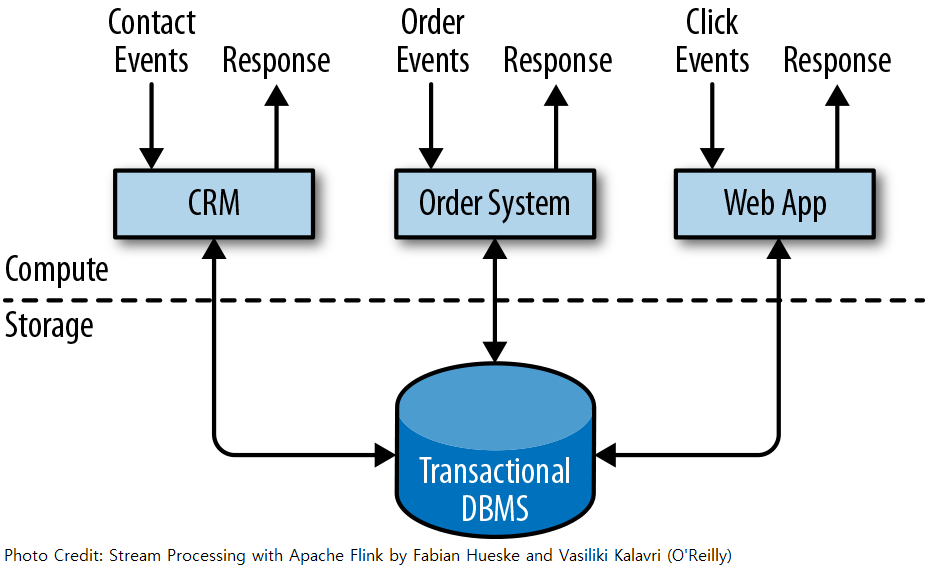 Contact
Events
Response
Order
Events
Response
Click
Events
Response
CRM
Order System
Web App
Compute
Storage
Transactional
DBMS
Photo Credit: Stream Processing with Apache Flink by Fabian Hueske and Vasiliki Kalavri (O'Reilly)